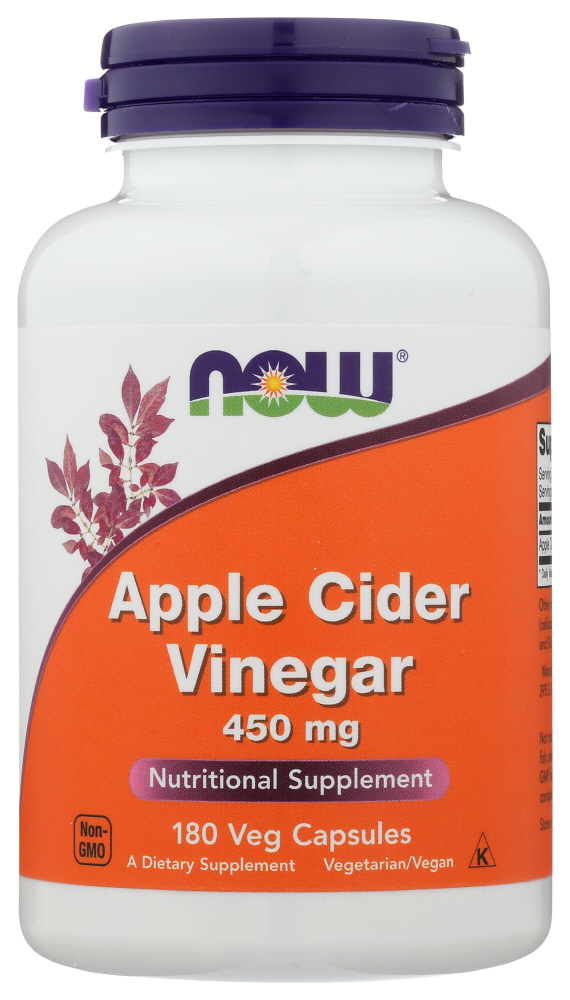 NOW®
Apple Cider
Vinegar
450 mg
Nutritional Supplement
180 Veg Capsules
Non-
GMO
A Dietary Supplement Vegetarian/Vegan
K